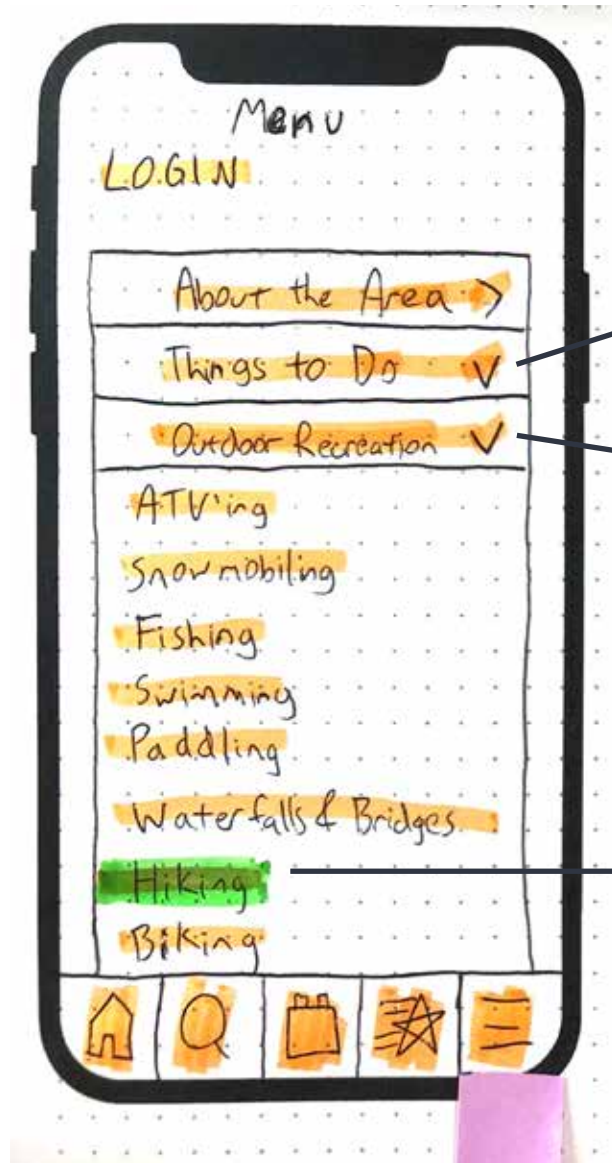 Menu
LOGIN
About the Area >
Things to Do V
Outdoor Recreation V
ATV'ing
Snowmobiling
Fishing
Swimming
Paddling
Waterfalls & Bridges
Hiking
Biking